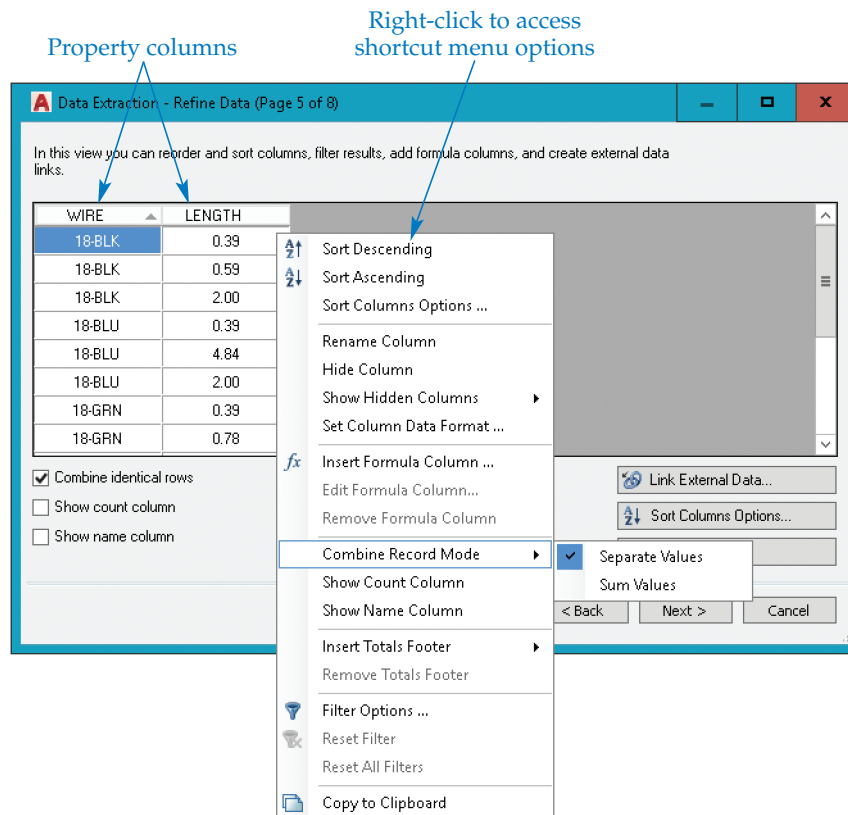 Right-click to access
shortcut menu options
Property columns
Data Extraction - Refine Data (Page 5 of 8)
In this view you can reorder and sort columns, filter results, add formula columns, and create external data
links.
WIRE LENGTH
18-BLK 0.39
18-BLK 0.59
18-BLK 2.00
18-BLU 0.39
18-BLU 4.84
18-BLU 2.00
18-GRN 0.39
18-GRN 0.78
Combine identical rows
Show count column
Show name column
Sort Descending
Sort Ascending
Sort Columns Options ...
Rename Column
Hide Column
Show Hidden Columns
Set Column Data Format ...
fx Insert Formula Column ...
Edit Formula Column...
Remove Formula Column
Combine Record Mode
Show Count Column
Show Name Column
Insert Totals Footer
Remove Totals Footer
Filter Options ...
Reset Filter
Reset All Filters
Copy to Clipboard
Separate Values
Sum Values
Link External Data...
Sort Columns Options...
< Back Next > Cancel